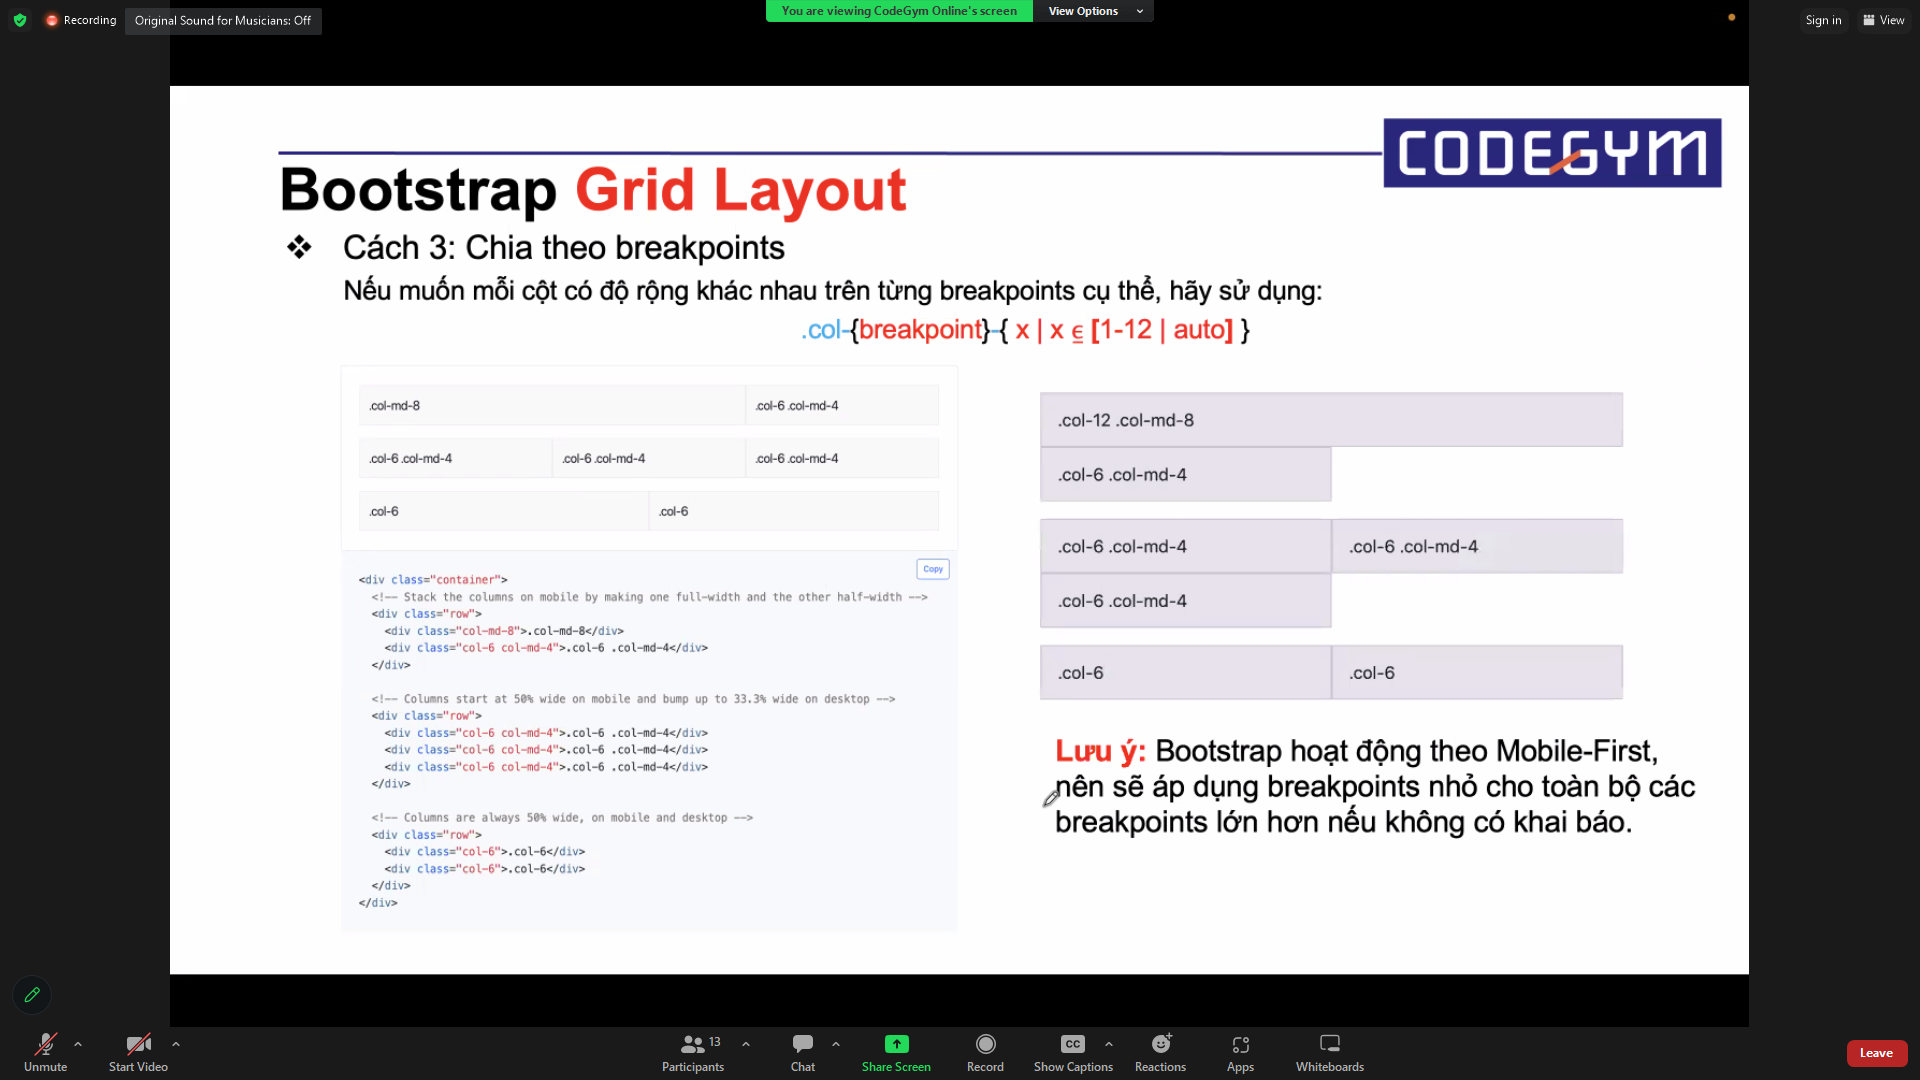 Recording
Original Sound for Musicians: Off
You are viewing CodeGym Online's screen
View Options
Sign in
View
CODEGYM
Bootstrap Grid Layout
❖ Cách 3: Chia theo breakpoints
Nếu muốn mỗi cột có độ rộng khác nhau trên từng breakpoints cụ thể, hãy sử dụng:
.col-{breakpoint}-{ x | x ∈ [1-12 | auto] }
.col-md-8 .col-6 .col-md-4
.col-6 .col-md-4 .col-6 .col-md-4 .col-6 .col-md-4
.col-6 .col-6
Copy
<div class="container">
<!-- Stack the columns on mobile by making one full-width and the other half-width -->
<div class="row">
<div class="col-md-8">.col-md-8</div>
<div class="col-6 col-md-4">.col-6 .col-md-4</div>
</div>
<!-- Columns start at 50% wide on mobile and bump up to 33.3% wide on desktop -->
<div class="row">
<div class="col-6 col-md-4">.col-6 .col-md-4</div>
<div class="col-6 col-md-4">.col-6 .col-md-4</div>
<div class="col-6 col-md-4">.col-6 .col-md-4</div>
</div>
<!-- Columns are always 50% wide, on mobile and desktop -->
<div class="row">
<div class="col-6">.col-6</div>
<div class="col-6">.col-6</div>
</div>
</div>
.col-12 .col-md-8
.col-6 .col-md-4
.col-6 .col-md-4 .col-6 .col-md-4
.col-6 .col-md-4
.col-6 .col-6
Lưu ý: Bootstrap hoạt động theo Mobile-First,
nên sẽ áp dụng breakpoints nhỏ cho toàn bộ các
breakpoints lớn hơn nếu không có khai báo.
Unmute
Start Video
13
Participants
Chat
Share Screen
Record
CC
Show Captions
Reactions
Apps
Whiteboards
Leave